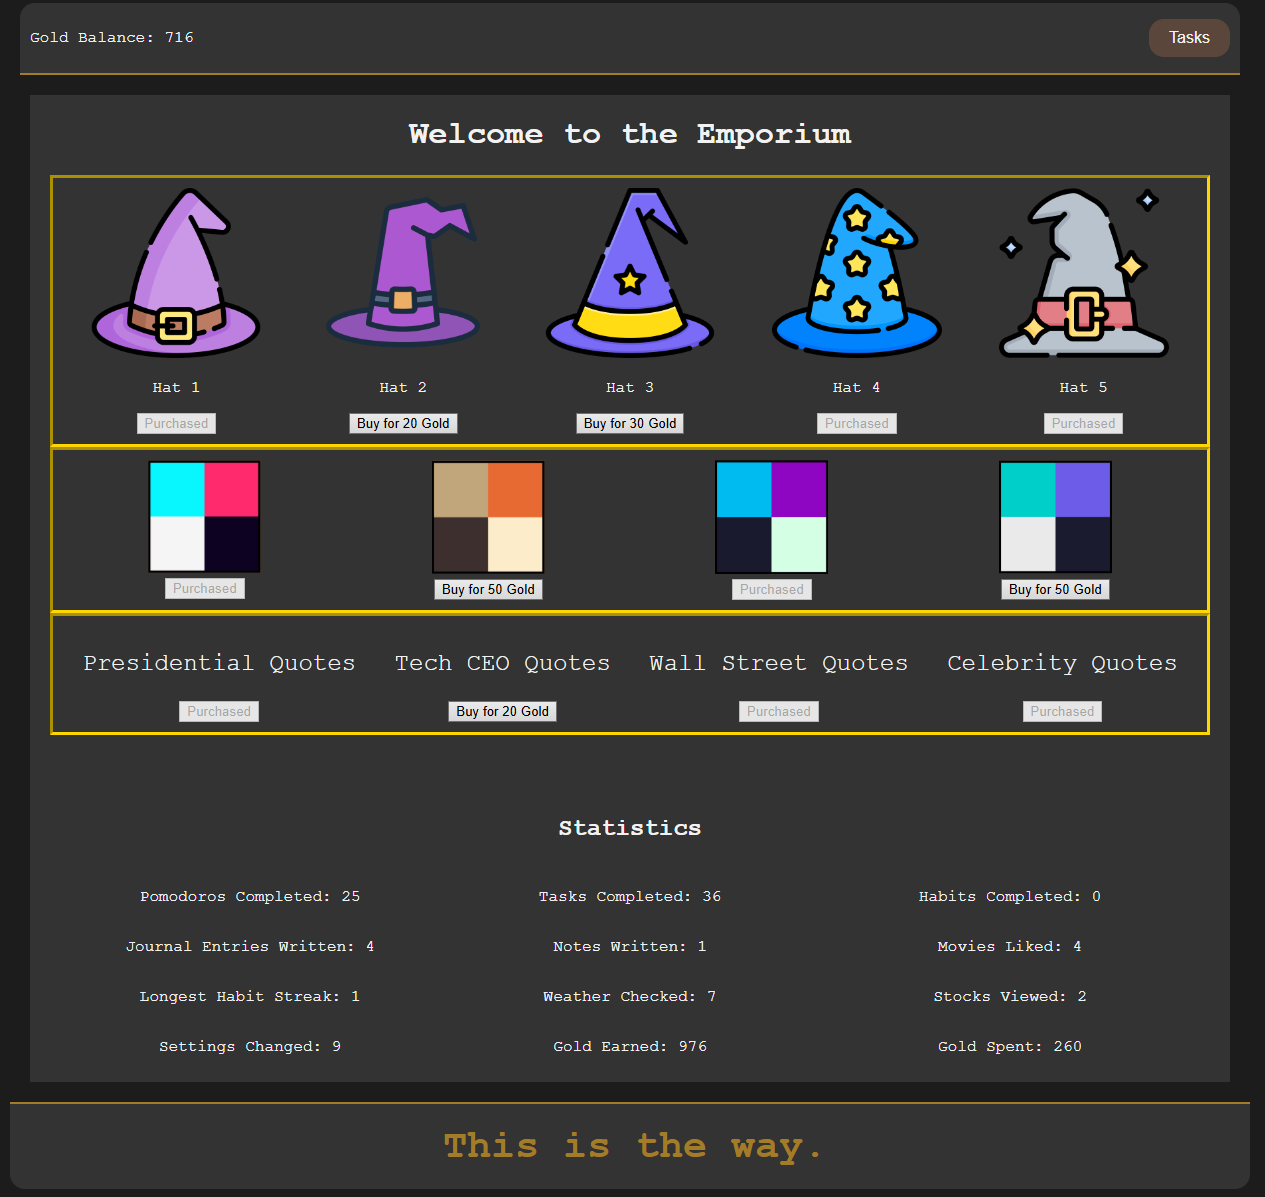 Gold Balance: 716
Tasks
Welcome to the Emporium
Hat 1 Hat 2 Hat 3 Hat 4 Hat 5
Purchased Buy for 20 Gold Buy for 30 Gold Purchased Purchased
Purchased Buy for 50 Gold Purchased Buy for 50 Gold
Presidential Quotes Tech CEO Quotes Wall Street Quotes Celebrity Quotes
Purchased Buy for 20 Gold Purchased Purchased
Statistics
Pomodoros Completed: 25 Tasks Completed: 36 Habits Completed: 0
Journal Entries Written: 4 Notes Written: 1 Movies Liked: 4
Longest Habit Streak: 1 Weather Checked: 7 Stocks Viewed: 2
Settings Changed: 9 Gold Earned: 976 Gold Spent: 260
This is the way.